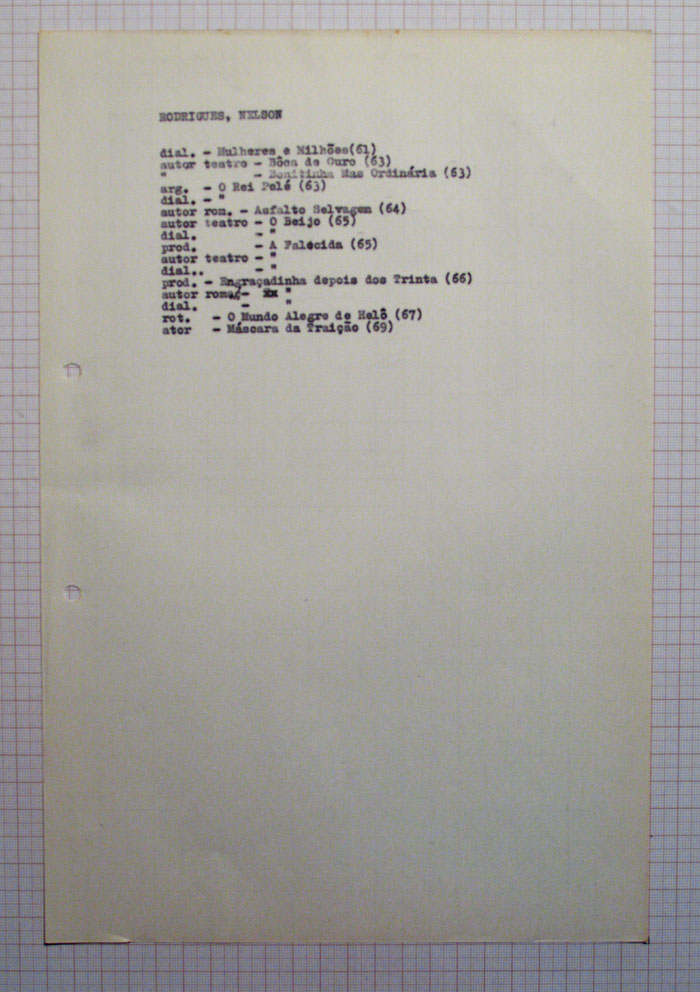 RODRIGUES, NELSON
dial. - Mulheres e Milhões(61)
autor teatro - Bôca de Ouro (63)
" - Bonitinha Mas Ordinária (63)
arg. - O Rei Pelé (63)
dial. - "
autor rom. - Asfalto Selvagem (64)
autor teatro - O Beijo (65)
dial. - "
prod. - A Falecida (65)
autor teatro - "
dial.. - "
prod. - Engraçadinha depois dos Trinta (66)
autor rom - xx "
dial. - "
rot. - O Mundo Alegre de Helô (67)
ator - Máscara da Traição (69)